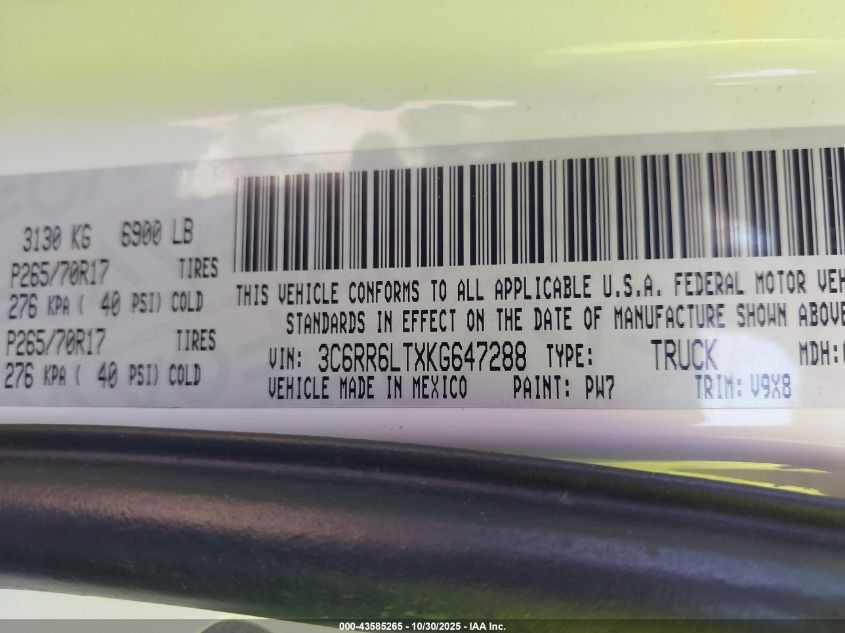 3130 KG 6900 LB
P265/70R17 TIRES
276 KPA ( 40 PSI) COLD
P265/70R17 TIRES
276 KPA ( 40 PSI) COLD
THIS VEHICLE CONFORMS TO ALL APPLICABLE U.S.A. FEDERAL MOTOR VEH
STANDARDS IN EFFECT ON THE DATE OF MANUFACTURE SHOWN ABOVE
VIN: 3C6RR6LTXKG647288 TYPE: TRUCK MDH:
VEHICLE MADE IN MEXICO PAINT: PW7 TRIM: V9X8
000-43585265 - 10/30/2025 - IAA Inc.